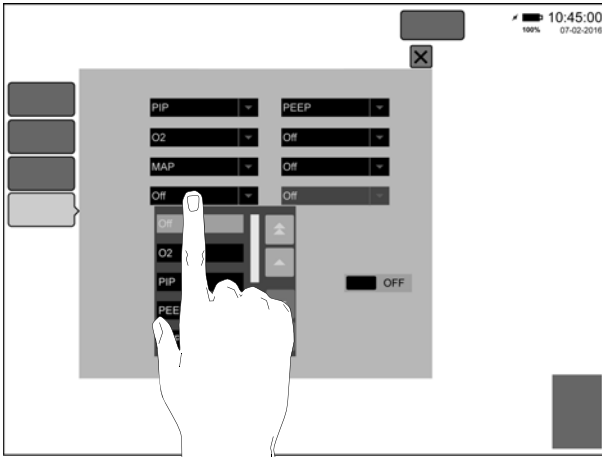 10:45:00
100% 07-02-2016
PIP PEEP
O2 Off
MAP Off
Off Off
Off
O2
PIP
OFF
PEE